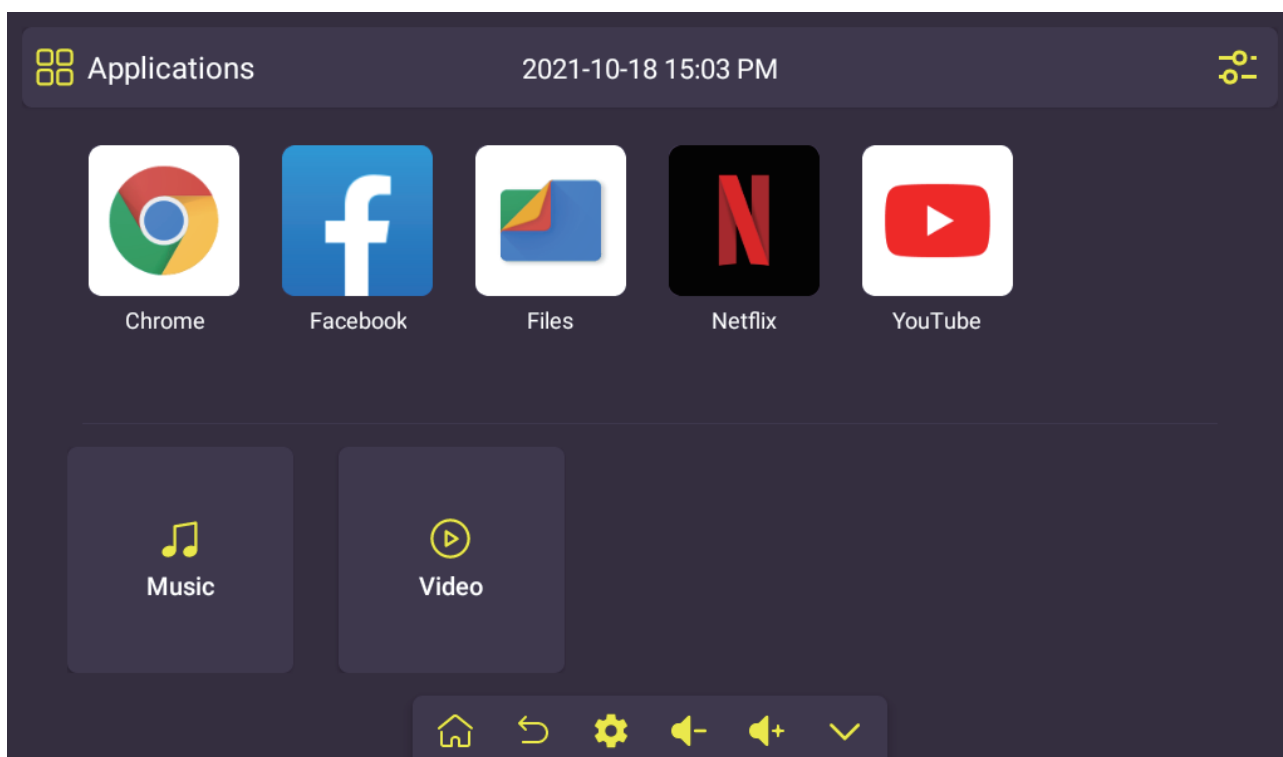 Applications 2021-10-18 15:03 PM
Chrome Facebook Files Netflix YouTube
Music Video